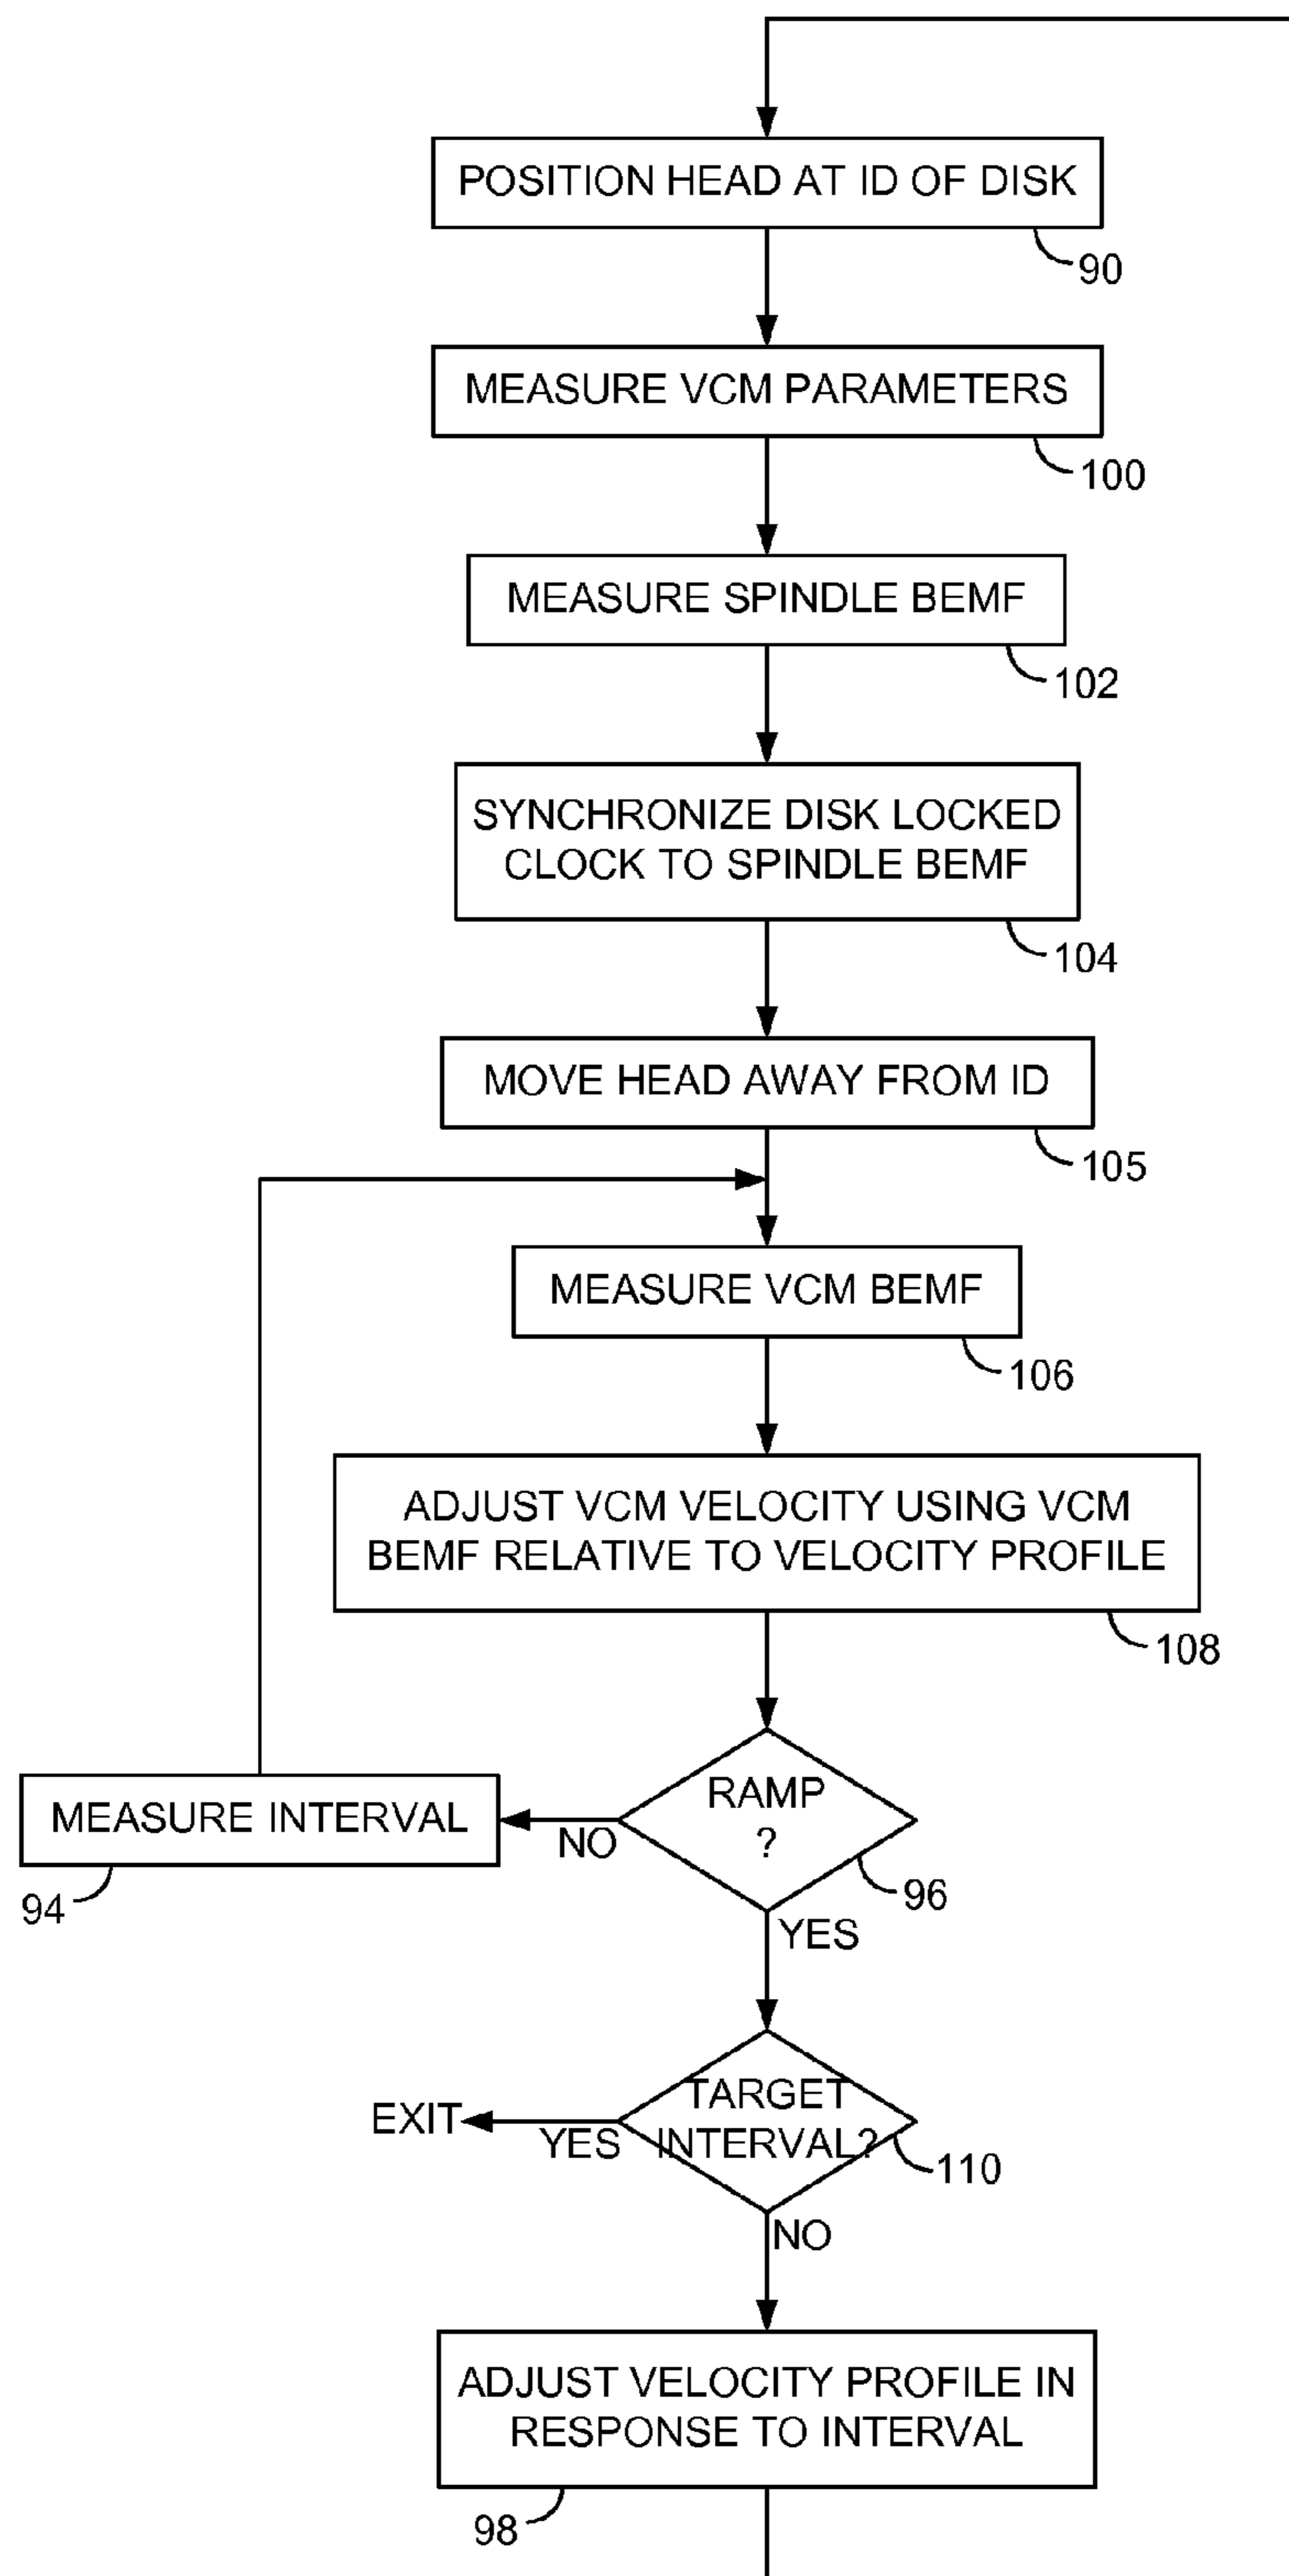 POSITION HEAD AT ID OF DISK
90
MEASURE VCM PARAMETERS
100
MEASURE SPINDLE BEMF
102
SYNCHRONIZE DISK LOCKED
CLOCK TO SPINDLE BEMF
104
MOVE HEAD AWAY FROM ID
105
MEASURE VCM BEMF
106
ADJUST VCM VELOCITY USING VCM
BEMF RELATIVE TO VELOCITY PROFILE
108
RAMP
?
MEASURE INTERVAL
NO
94
96
YES
TARGET
INTERVAL?
EXIT
YES
110
NO
ADJUST VELOCITY PROFILE IN
RESPONSE TO INTERVAL
98